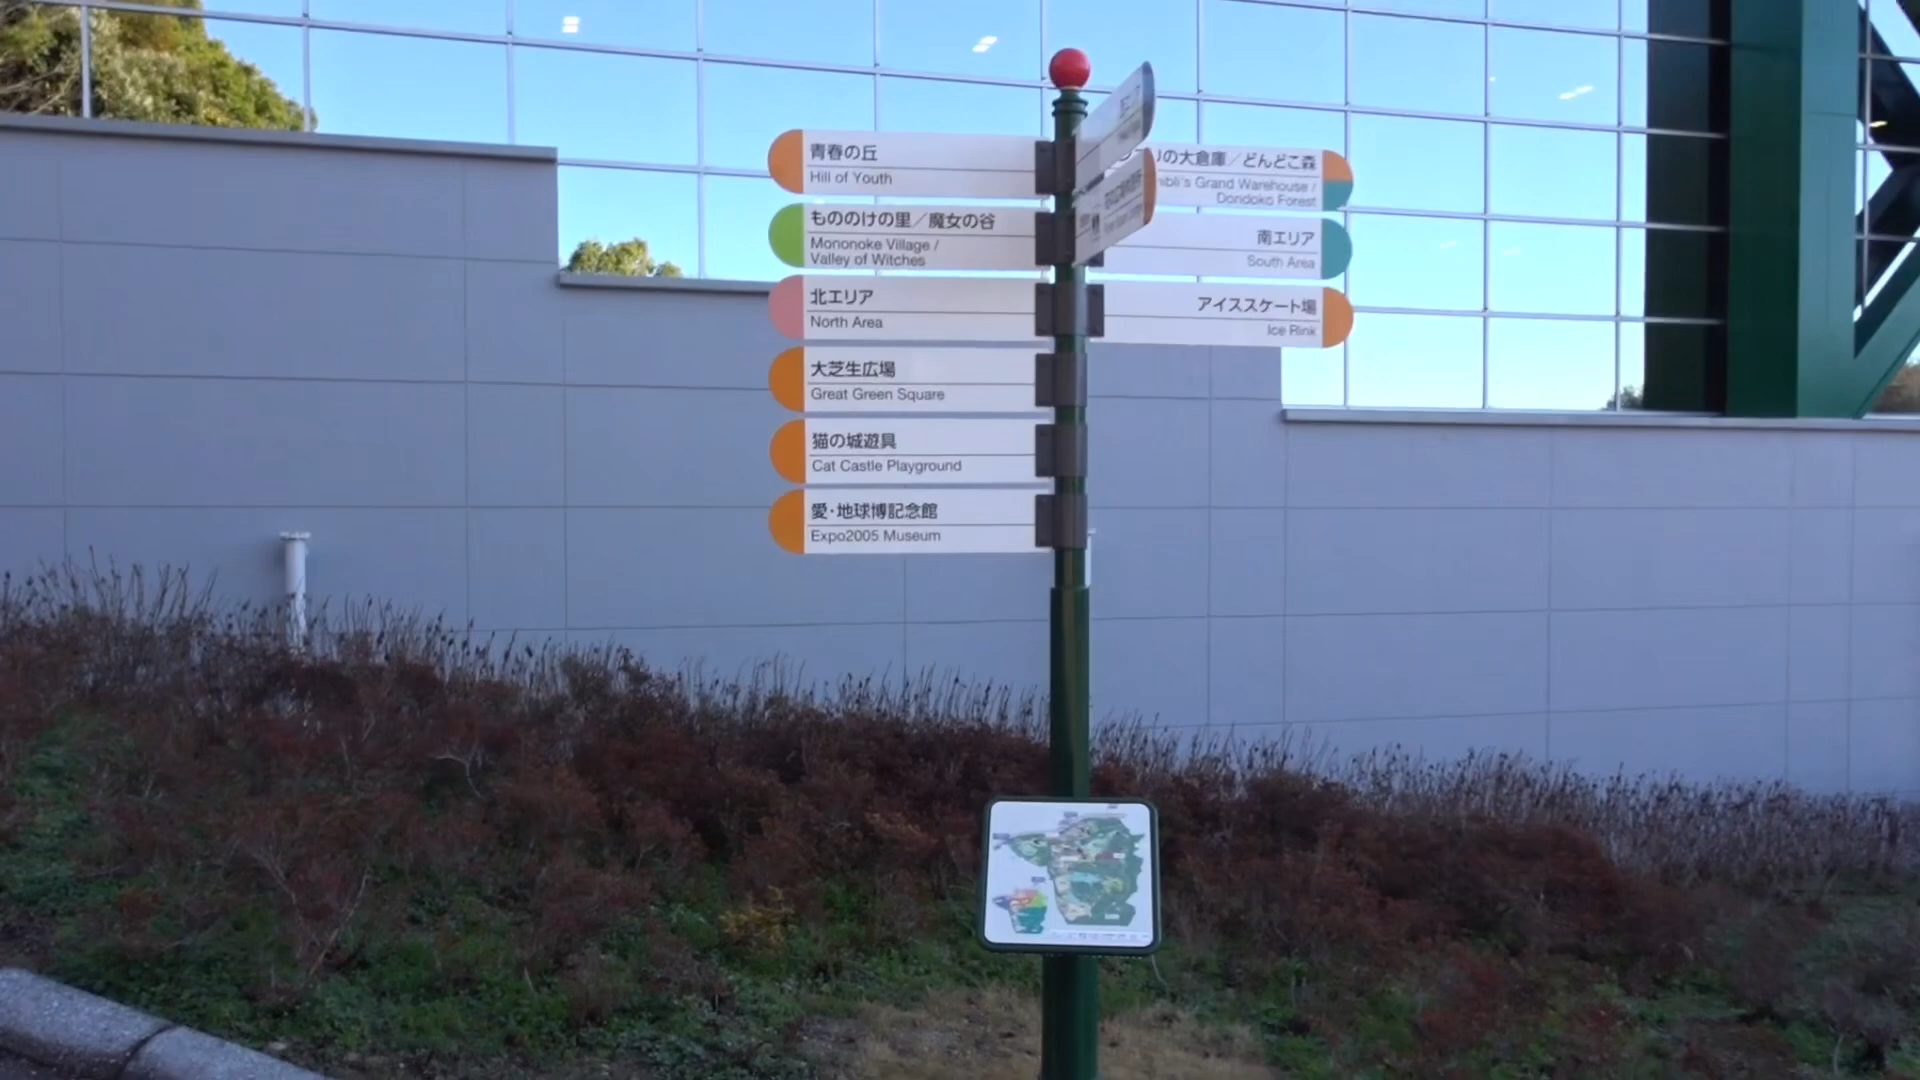 青春の丘
Hill of Youth
もののけの里／魔女の谷
Mononoke Village /
Valley of Witches
北エリア
North Area
大芝生広場
Great Green Square
猫の城遊具
Cat Castle Playground
愛・地球博記念館
Expo2005 Museum
の大倉庫／どんどこ森
Grand Warehouse /
Dondoko Forest
南エリア
South Area
アイススケート場
Ice Rink